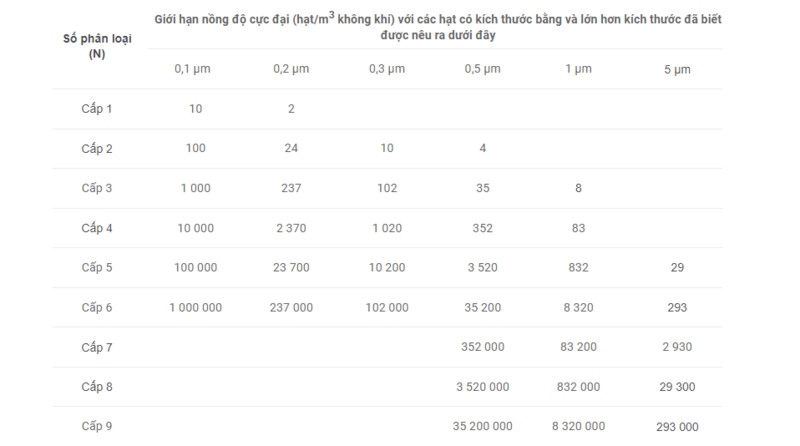 Giới hạn nồng độ cực đại (hạt/m3 không khí) với các hạt có kích thước bằng và lớn hơn kích thước đã biết
được nêu ra dưới đây
Số phân loại
(N)
0,1 µm 0,2 µm 0,3 µm 0,5 µm 1 µm 5 µm
Cấp 1 10 2
Cấp 2 100 24 10 4
Cấp 3 1 000 237 102 35 8
Cấp 4 10 000 2 370 1 020 352 83
Cấp 5 100 000 23 700 10 200 3 520 832 29
Cấp 6 1 000 000 237 000 102 000 35 200 8 320 293
Cấp 7 352 000 83 200 2 930
Cấp 8 3 520 000 832 000 29 300
Cấp 9 35 200 000 8 320 000 293 000